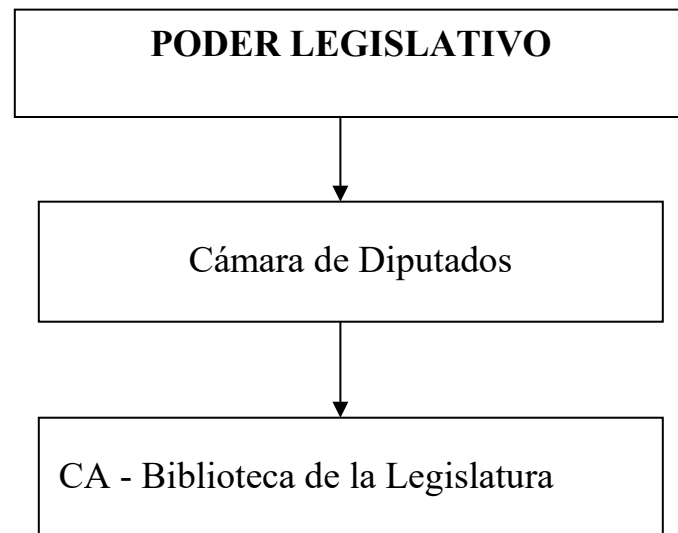 PODER LEGISLATIVO
Cámara de Diputados
CA - Biblioteca de la Legislatura